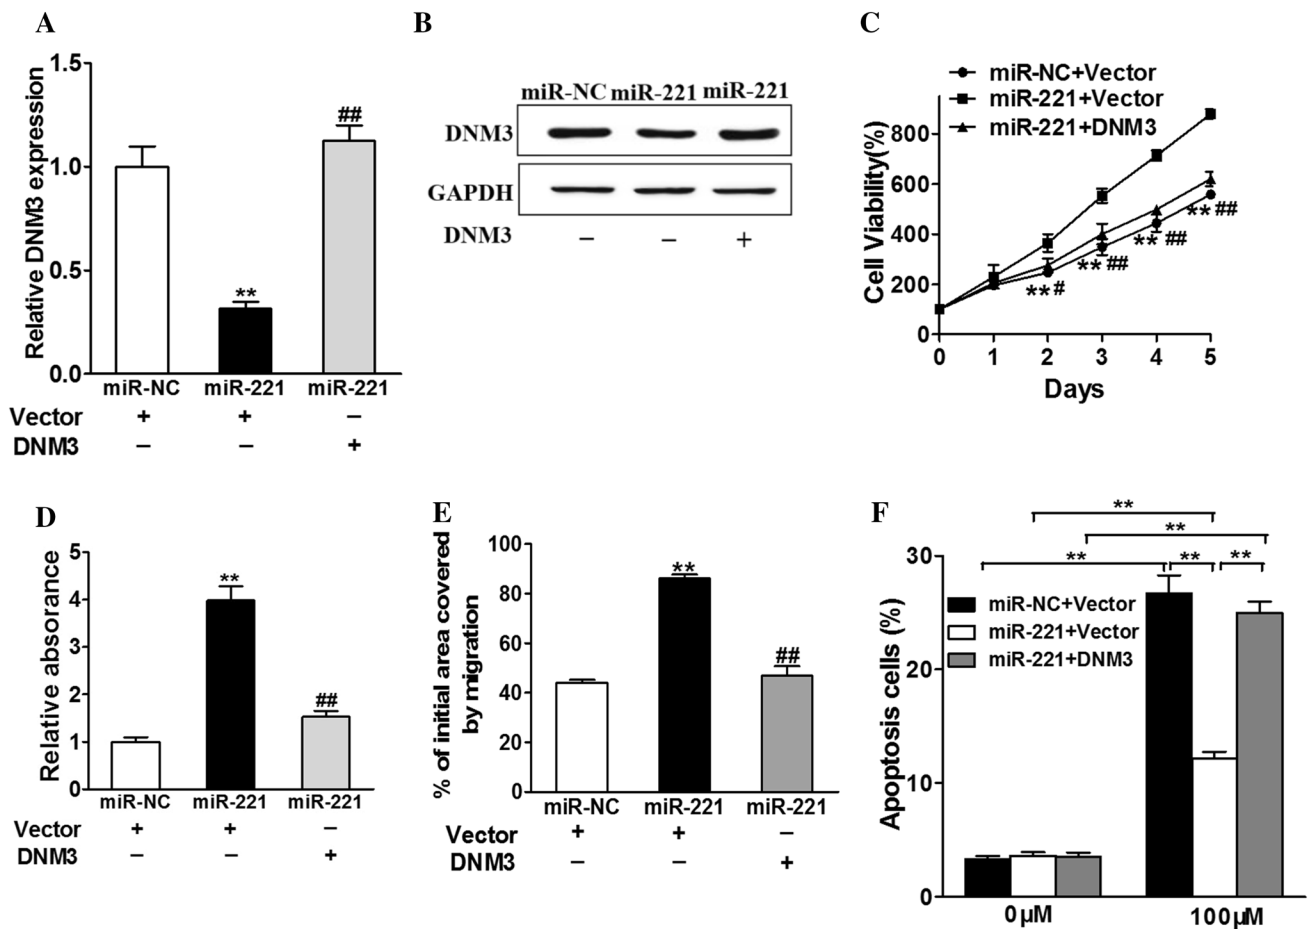 A
Relative DNM3 expression
1.5
1.0
0.5
0.0
**
##
miR-NC miR-221 miR-221
Vector + + –
DNM3 – – +
B
miR-NC miR-221 miR-221
DNM3
GAPDH
DNM3 – – +
C
miR-NC+Vector
miR-221+Vector
miR-221+DNM3
Cell Viability(%)
800
600
400
200
0
**#
**##
**##
**##
0 1 2 3 4 5
Days
D
Relative absorance
5
4
3
2
1
0
**
##
miR-NC miR-221 miR-221
Vector + + –
DNM3 – – +
E
% of initial area covered
by migration
100
80
60
40
20
0
**
##
miR-NC miR-221 miR-221
Vector + + –
DNM3 – – +
F
**
**
** ** **
Apoptosis cells (%)
30
20
10
0
miR-NC+Vector
miR-221+Vector
miR-221+DNM3
0μM 100μM